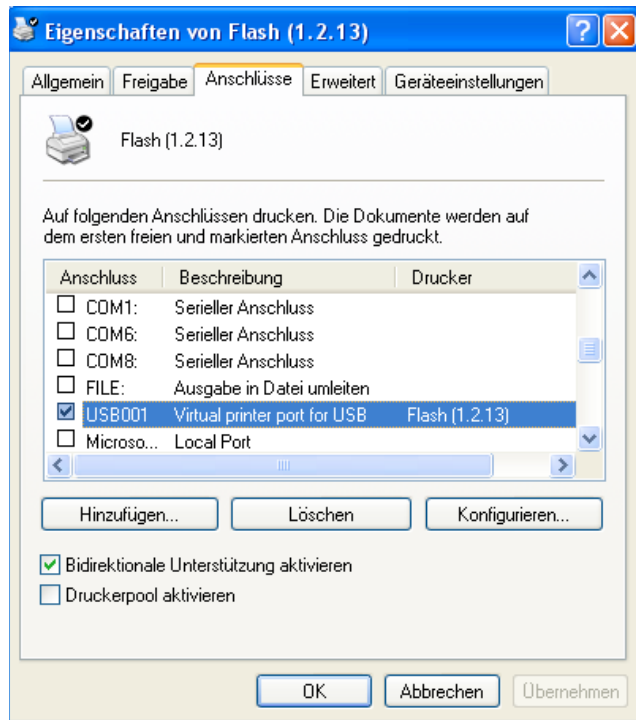 Eigenschaften von Flash (1.2.13)
Allgemein Freigabe Anschlüsse Erweitert Geräteeinstellungen
Flash (1.2.13)
Auf folgenden Anschlüssen drucken. Die Dokumente werden auf
dem ersten freien und markierten Anschluss gedruckt.
Anschluss Beschreibung Drucker
COM1: Serieller Anschluss
COM6: Serieller Anschluss
COM8: Serieller Anschluss
FILE: Ausgabe in Datei umleiten
USB001 Virtual printer port for USB Flash (1.2.13)
Microso... Local Port
Hinzufügen... Löschen Konfigurieren...
Bidirektionale Unterstützung aktivieren
Druckerpool aktivieren
OK Abbrechen Übernehmen